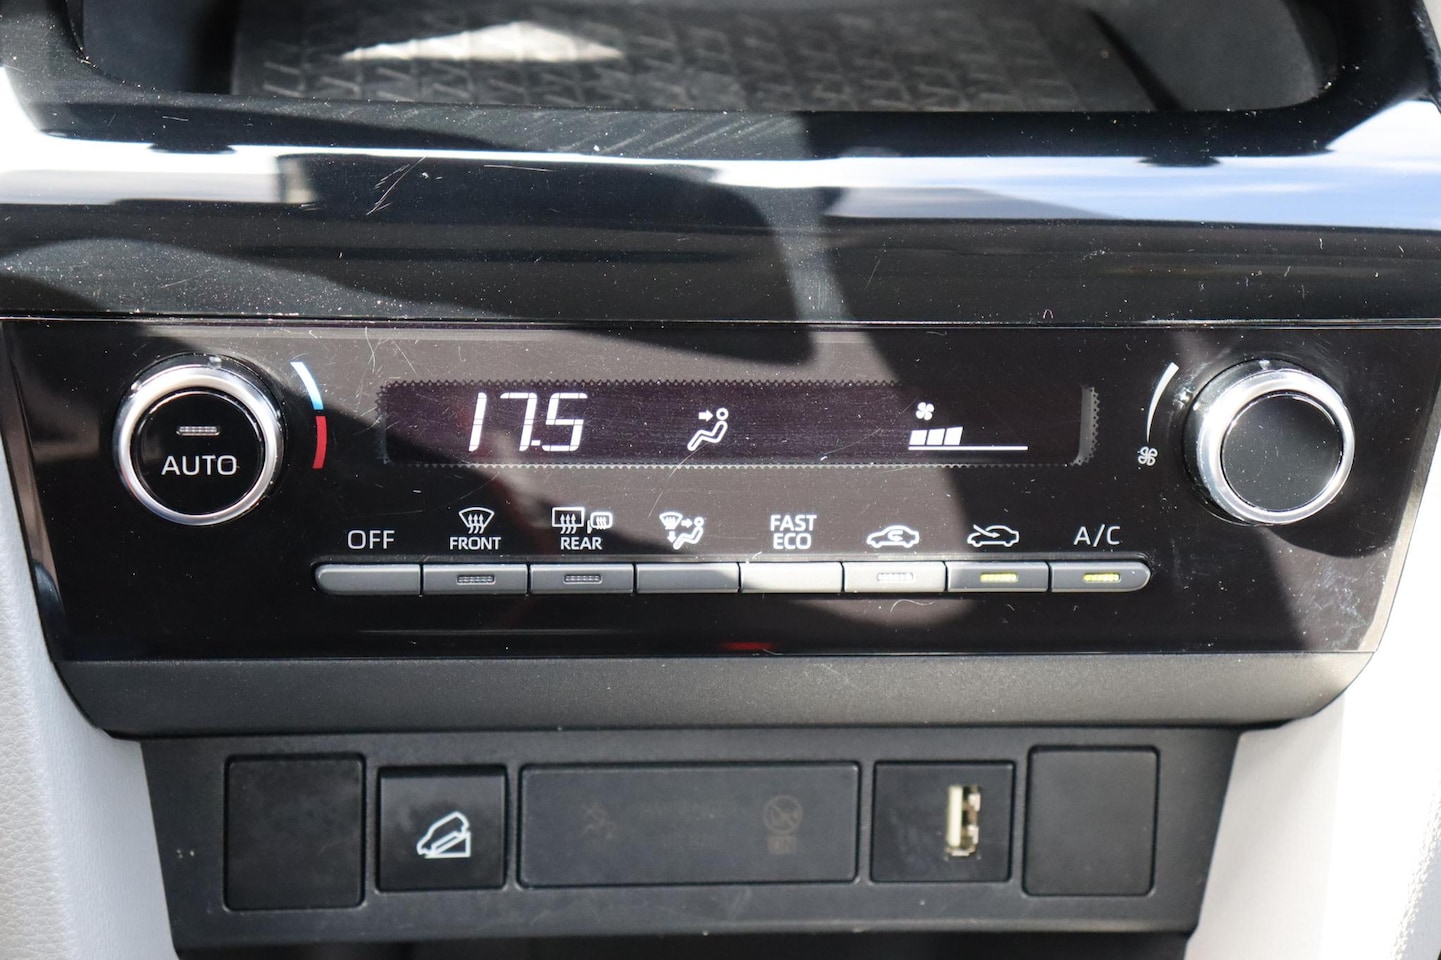 17.5
AUTO
OFF
FRONT
REAR
FAST
ECO
A/C